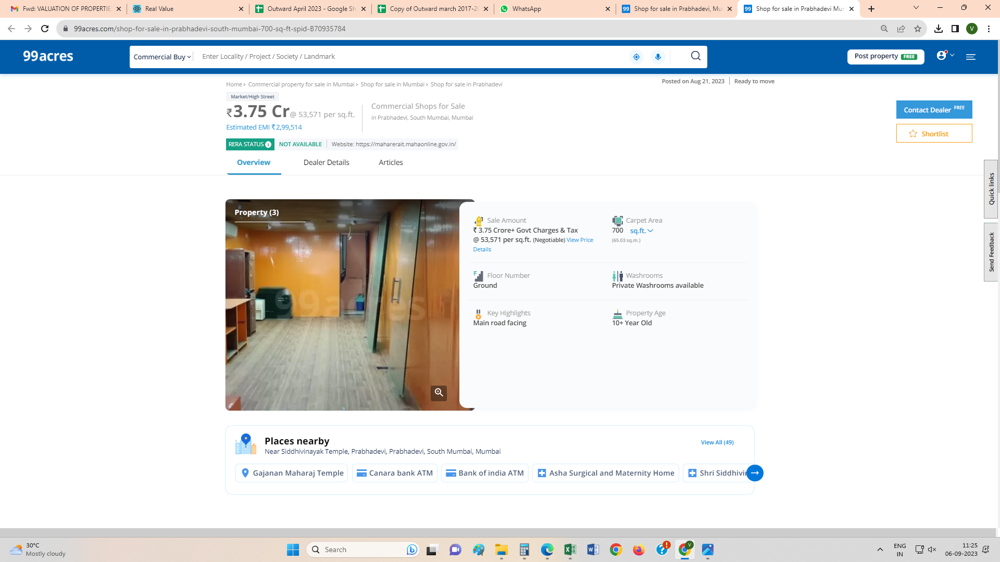 Fwd: VALUATION OF PROPERTIE
Real Value
Outward April 2023 - Google Sh
Copy of Outward march 2017-20
WhatsApp
99 Shop for sale in Prabhadevi, Mu
99 Shop for sale in Prabhadevi Mum
99acres.com/shop-for-sale-in-prabhadevi-south-mumbai-700-sq-ft-spid-B70935784
V
99acres
Commercial Buy
Enter Locality / Project / Society / Landmark
Post property FREE
Home › Commercial property for sale in Mumbai › Shop for sale in Mumbai › Shop for sale in Prabhadevi
Posted on Aug 21, 2023 | Ready to move
Market/High Street
₹3.75 Cr @ 53,571 per sq.ft.
Estimated EMI ₹2,99,514
Commercial Shops for Sale
in Prabhadevi, South Mumbai, Mumbai
Contact Dealer FREE
Shortlist
RERA STATUS i NOT AVAILABLE | Website: https://maharerait.mahaonline.gov.in/
Overview
Dealer Details
Articles
Quick links
Send Feedback
Property (3)
99acres
Sale Amount
₹ 3.75 Crore+ Govt Charges & Tax
@ 53,571 per sq.ft. (Negotiable) View Price
Details
Carpet Area
700 sq.ft.
(65.03 sq.m.)
Floor Number
Ground
Washrooms
Private Washrooms available
Key Highlights
Main road facing
Property Age
10+ Year Old
Places nearby
Near Siddhivinayak Temple, Prabhadevi, Prabhadevi, South Mumbai, Mumbai
View All (49)
Gajanan Maharaj Temple
Canara bank ATM
Bank of india ATM
Asha Surgical and Maternity Home
Shri Siddhivin
30°C
Mostly cloudy
Search
ENG
IN
11:25
06-09-2023